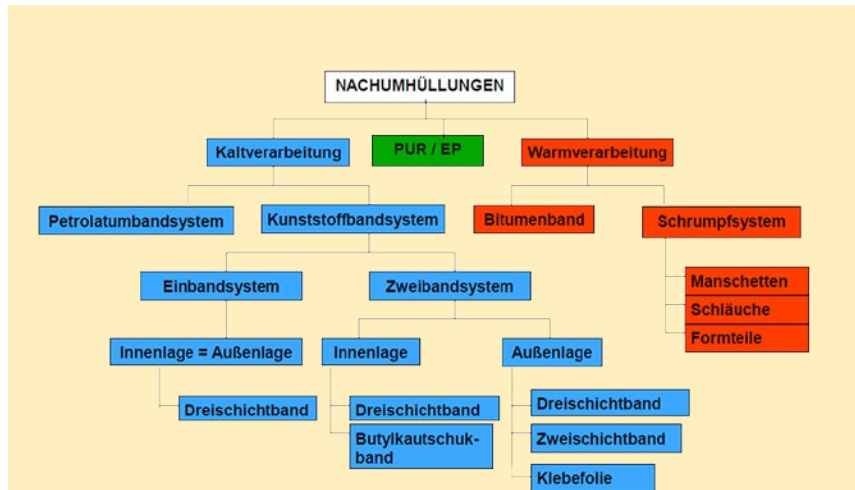 NACHUMHÜLLUNGEN
Kaltverarbeitung
PUR / EP
Warmverarbeitung
Petrolatumbandsystem
Kunststoffbandsystem
Bitumenband
Schrumpfsystem
Einbandsystem
Zweibandsystem
Manschetten
Schläuche
Formteile
Innenlage = Außenlage
Innenlage
Außenlage
Dreischichtband
Dreischichtband
Butylkautschuk-
band
Dreischichtband
Zweischichtband
Klebefolie